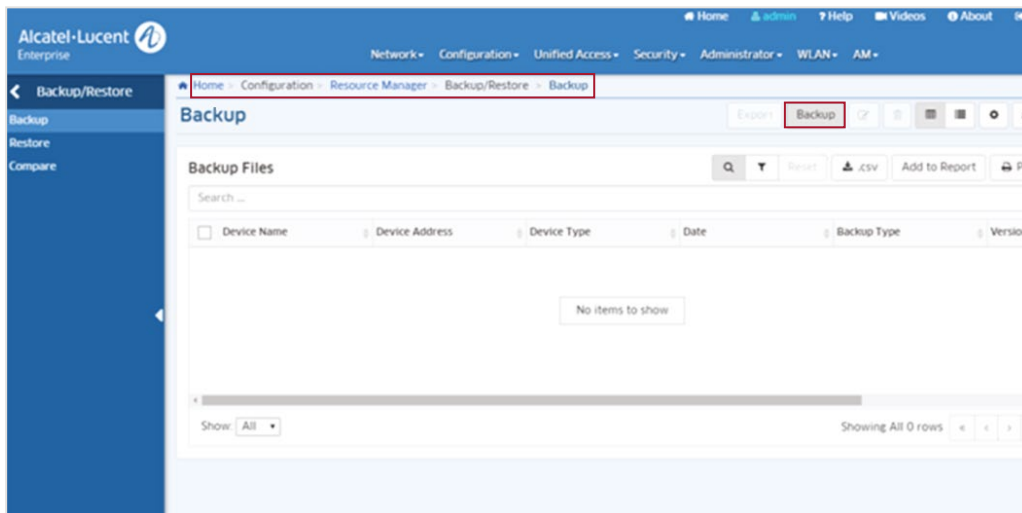 Home admin ? Help Videos About
Alcatel·Lucent
Enterprise
Network Configuration Unified Access Security Administrator WLAN AM
Backup/Restore
Home > Configuration > Resource Manager > Backup/Restore > Backup
Backup
Restore
Compare
Backup
Export Backup
Backup Files
Reset .csv Add to Report
Search ...
Device Name Device Address Device Type Date Backup Type Versio
No items to show
Show: All
Showing All 0 rows